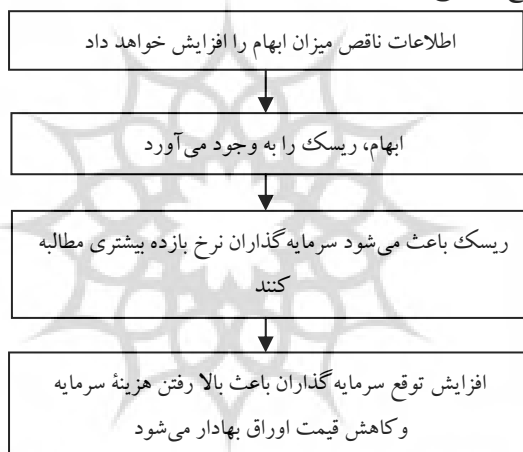 اطلاعات ناقص میزان ابهام را افزایش خواهد داد
ابهام، ریسک را به وجود می‌آورد
ریسک باعث می‌شود سرمایه‌گذاران نرخ بازده بیشتری مطالبه
کنند
افزایش توقع سرمایه‌گذاران باعث بالا رفتن هزینهٔ سرمایه
وکاهش قیمت اوراق بهادار می‌شود